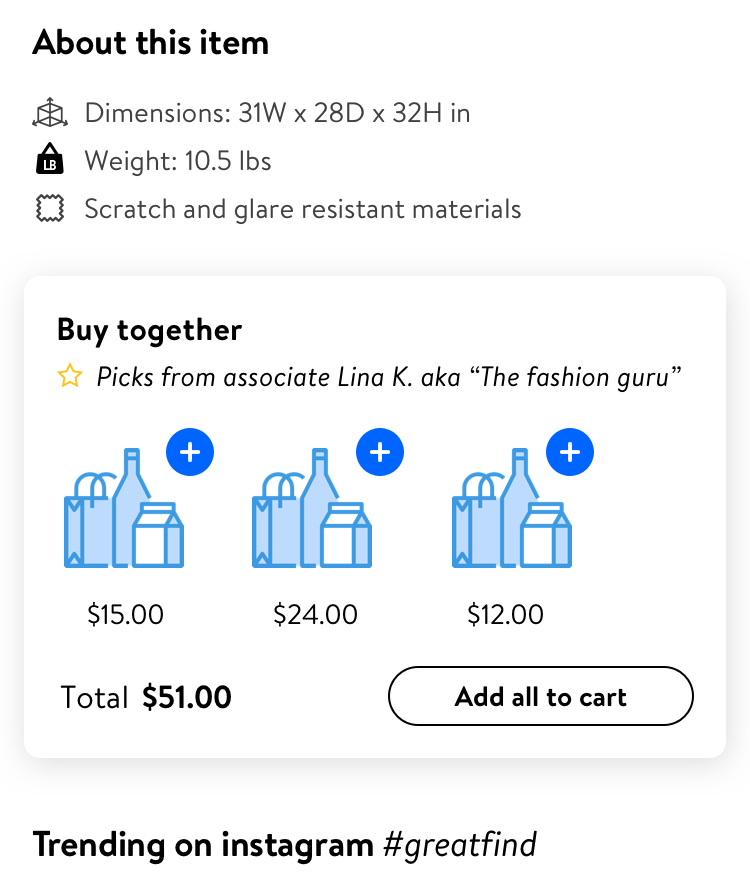 About this item
Dimensions: 31W x 28D x 32H in
LB
Weight: 10.5 lbs
Scratch and glare resistant materials
Buy together
Picks from associate Lina K. aka “The fashion guru”
$15.00
$24.00
$12.00
Total $51.00
Add all to cart
Trending on instagram #greatfind